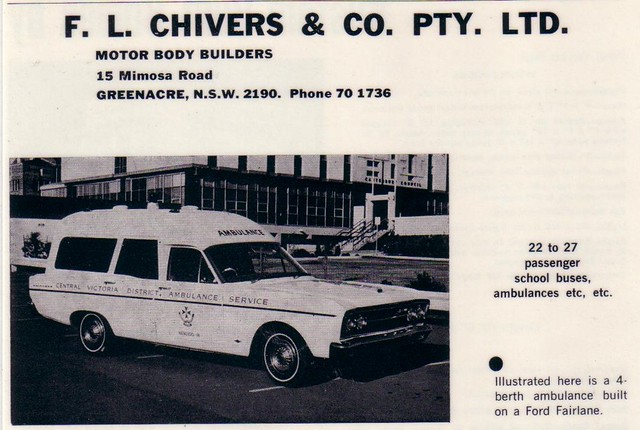 F. L. CHIVERS & CO. PTY. LTD.
MOTOR BODY BUILDERS
15 Mimosa Road
GREENACRE, N.S.W. 2190. Phone 70 1736
AMBULANCE
CENTRAL VICTORIA DISTRICT AMBULANCE SERVICE
22 to 27
passenger
school buses,
ambulances etc, etc.
Illustrated here is a 4-
berth ambulance built
on a Ford Fairlane.